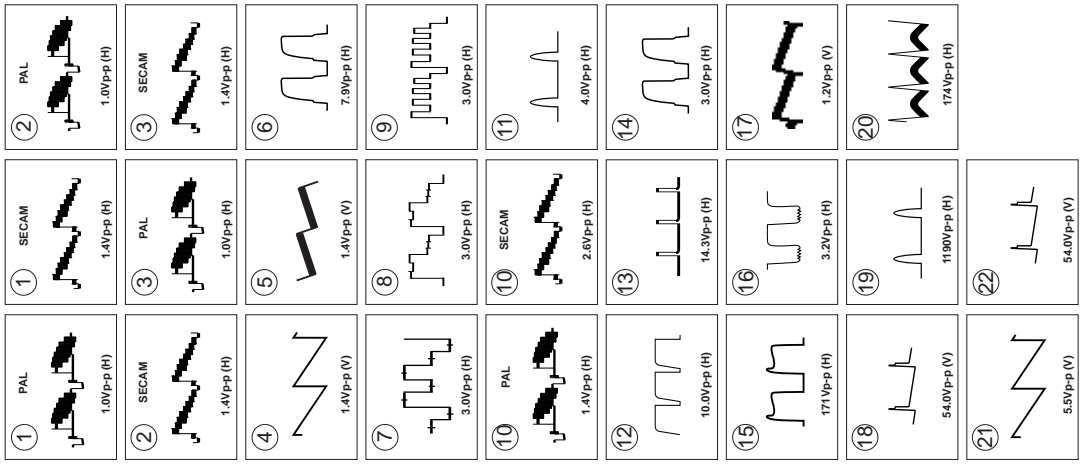 1
PAL
1.0Vp-p (H)
1
SECAM
1.4Vp-p (H)
2
PAL
1.0Vp-p (H)
2
SECAM
1.4Vp-p (H)
3
PAL
1.0Vp-p (H)
3
SECAM
1.4Vp-p (H)
4
1.4Vp-p (V)
5
1.4Vp-p (V)
6
7.9Vp-p (H)
7
3.0Vp-p (H)
8
3.0Vp-p (H)
9
3.0Vp-p (H)
10
PAL
1.4Vp-p (H)
10
SECAM
2.6Vp-p (H)
11
4.0Vp-p (H)
12
10.0Vp-p (H)
13
14.3Vp-p (H)
14
3.0Vp-p (H)
15
171Vp-p (H)
16
3.2Vp-p (H)
17
1.2Vp-p (V)
18
54.0Vp-p (V)
19
1190Vp-p (H)
20
174Vp-p (H)
21
5.5Vp-p (V)
22
54.0Vp-p (V)